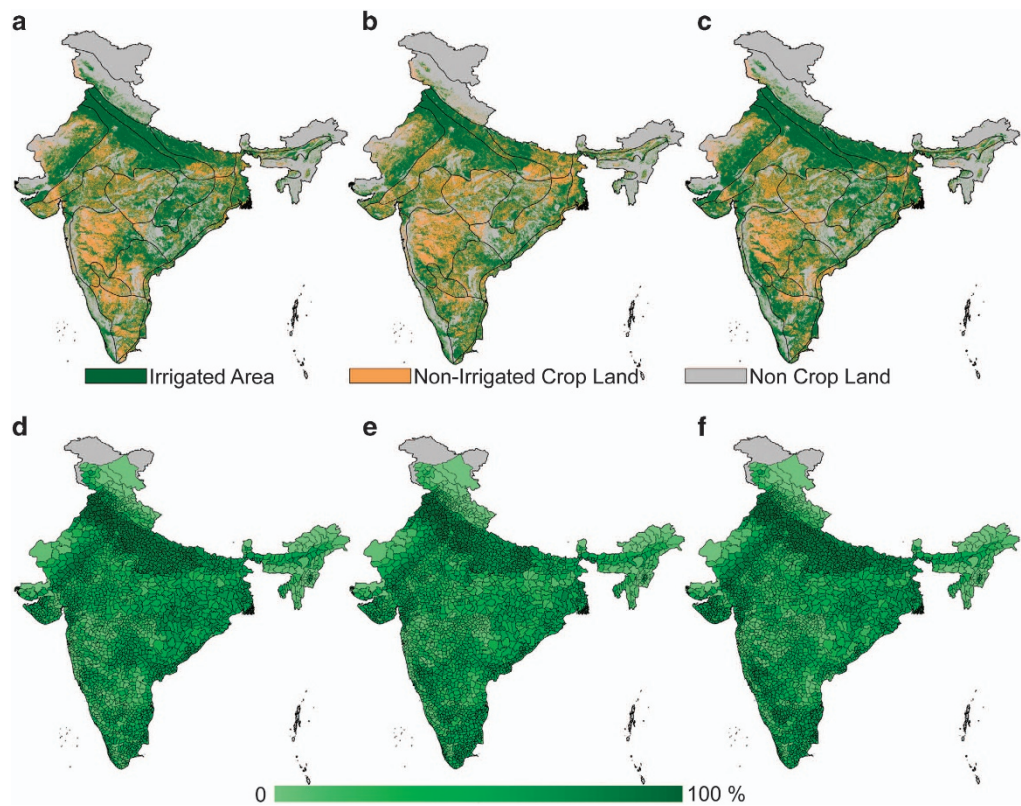 a
b
c
Irrigated Area
Non-Irrigated Crop Land
Non Crop Land
d
e
f
0
100 %